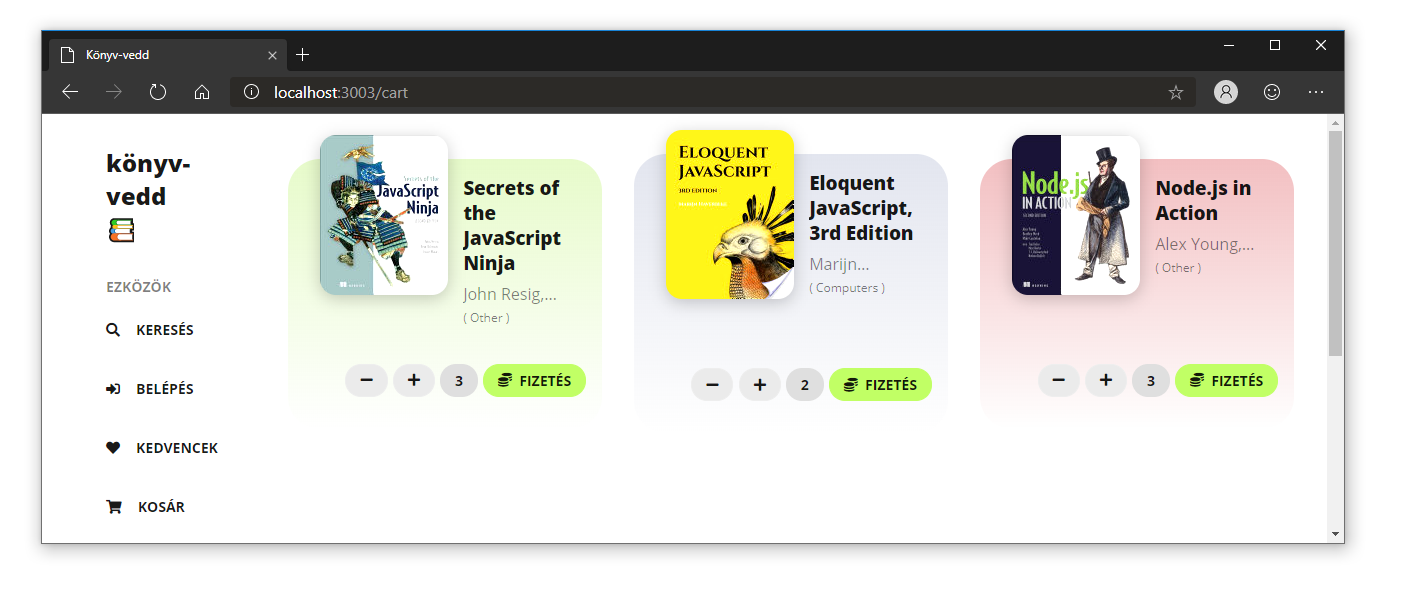 Könyv-vedd
localhost:3003/cart
könyv-
vedd
EZKÖZÖK
KERESÉS
BELÉPÉS
KEDVENCEK
KOSÁR
Secrets of the
JavaScript
Ninja
MANNING
Secrets of
the
JavaScript
Ninja
John Resig,...
( Other )
3
FIZETÉS
ELOQUENT
JAVASCRIPT
3RD EDITION
Eloquent
JavaScript,
3rd Edition
Marijn...
( Computers )
2
FIZETÉS
Node.js
IN ACTION
SECOND EDITION
MANNING
Node.js in
Action
Alex Young,...
( Other )
3
FIZETÉS